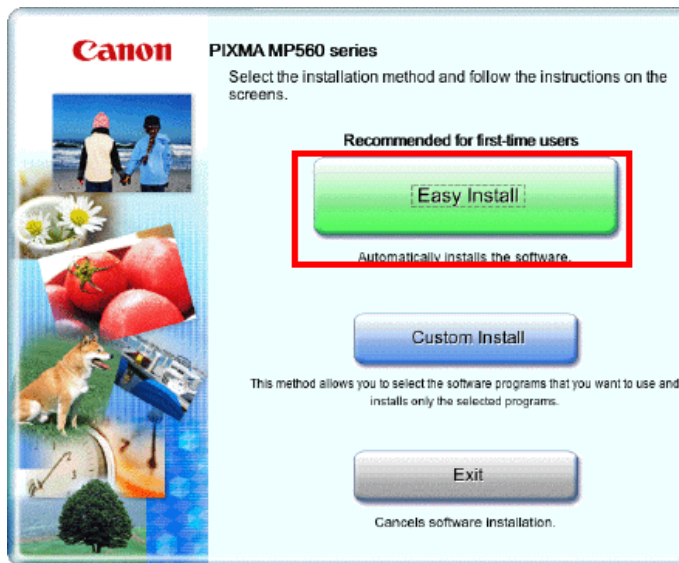 Canon
PIXMA MP560 series
Select the installation method and follow the instructions on the
screens.
Recommended for first-time users
Easy Install
Automatically installs the software.
Custom Install
This method allows you to select the software programs that you want to use and
installs only the selected programs.
Exit
Cancels software installation.